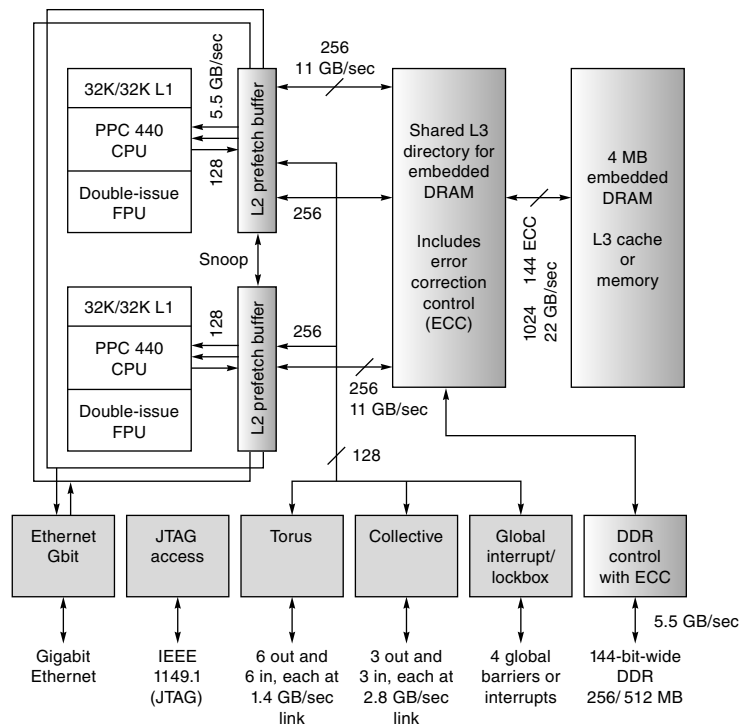 256
11 GB/sec
5.5 GB/sec
32K/32K L1
PPC 440
CPU
Double-issue
FPU
128
L2 prefetch buffer
256
Shared L3
directory for
embedded
DRAM
Includes
error
correction
control
(ECC)
1024
144 ECC
22 GB/sec
4 MB
embedded
DRAM
L3 cache
or
memory
Snoop
32K/32K L1
PPC 440
CPU
Double-issue
FPU
128
L2 prefetch buffer
256
256
11 GB/sec
128
Ethernet
Gbit
JTAG
access
Torus
Collective
Global
interrupt/
lockbox
DDR
control
with ECC
5.5 GB/sec
Gigabit
Ethernet
IEEE
1149.1
(JTAG)
6 out and
6 in, each at
1.4 GB/sec
link
3 out and
3 in, each at
2.8 GB/sec
link
4 global
barriers or
interrupts
144-bit-wide
DDR
256/512 MB